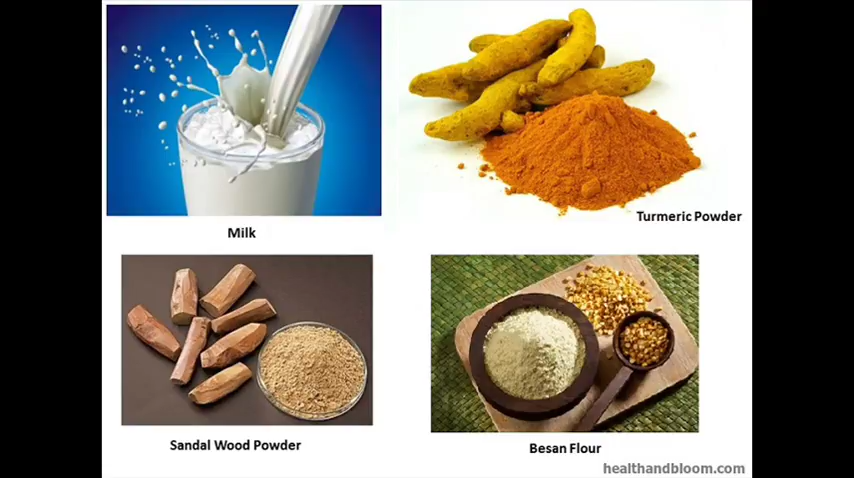 Milk
Turmeric Powder
Sandal Wood Powder
Besan Flour
healthandbloom.com